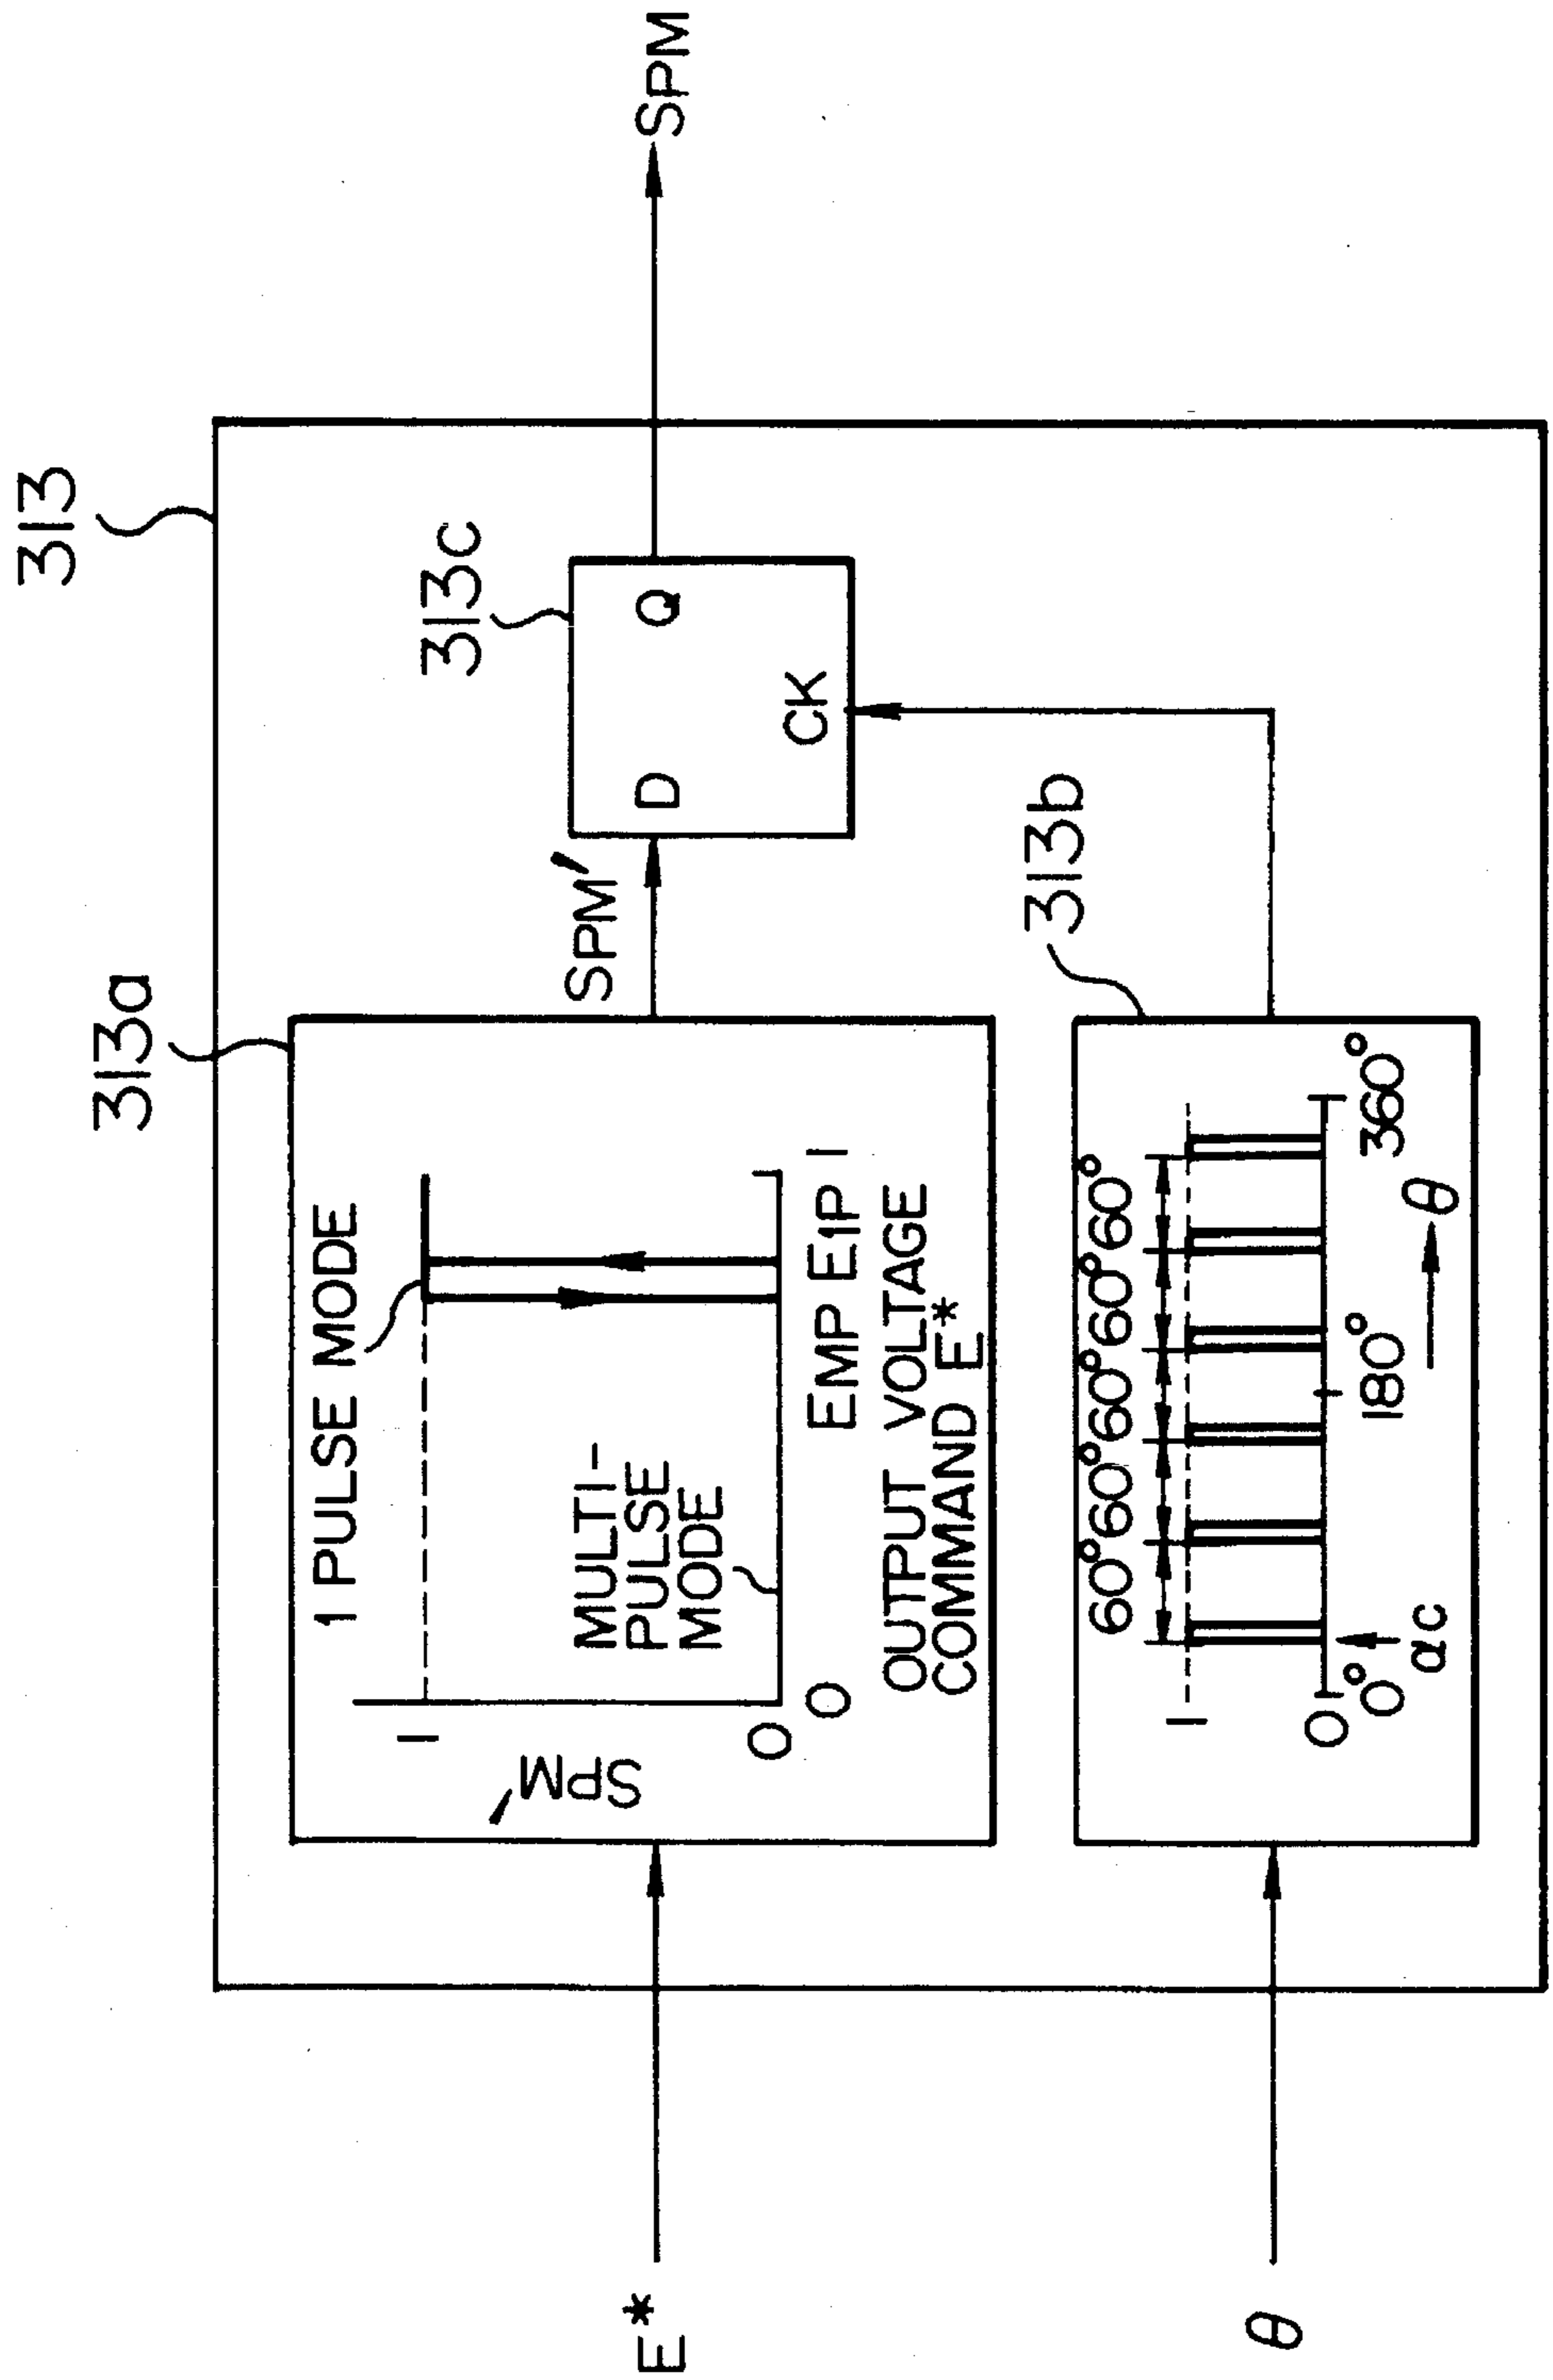 313
313a
1 PULSE MODE
1
SPM'
MULTI-
PULSE
MODE
0
0
EMP E1P 1
OUTPUT VOLTAGE
COMMAND E*
E*
SPM'
313c
D
Q
CK
SPM
313b
60° 60° 60° 60° 60°
1
0
0°
180°
360°
αC
θ
θ